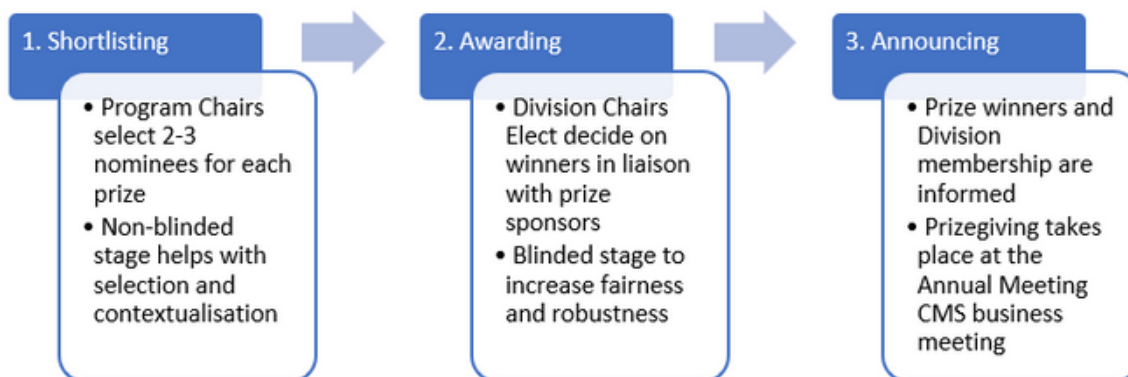 1. Shortlisting
• Program Chairs
select 2-3
nominees for each
prize
• Non-blinded
stage helps with
selection and
contextualisation
2. Awarding
• Division Chairs
Elect decide on
winners in liaison
with prize
sponsors
• Blinded stage to
increase fairness
and robustness
3. Announcing
• Prize winners and
Division
membership are
informed
• Prizegiving takes
place at the
Annual Meeting
CMS business
meeting